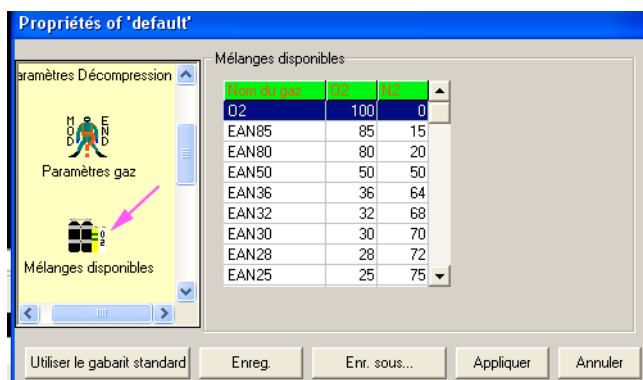 Propriétés of 'default'
aramètres Décompression
M O D E N D
Paramètres gaz
Mélanges disponibles
Mélanges disponibles
Nom du gaz O2 N2
O2 100 0
EAN85 85 15
EAN80 80 20
EAN50 50 50
EAN36 36 64
EAN32 32 68
EAN30 30 70
EAN28 28 72
EAN25 25 75
Utiliser le gabarit standard Enreg. Enr. sous... Appliquer Annuler